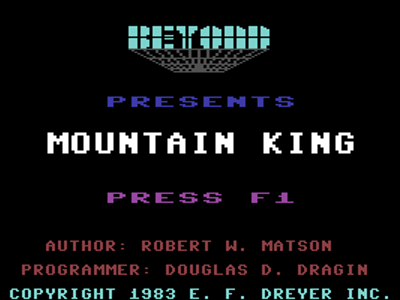 BEYOND
PRESENTS
MOUNTAIN KING
PRESS F1
AUTHOR: ROBERT W. MATSON
PROGRAMMER: DOUGLAS D. DRAGIN
COPYRIGHT 1983 E. F. DREYER INC.